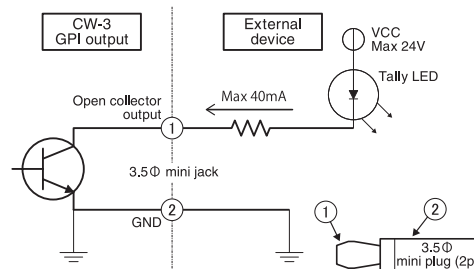 CW-3
GPI output
External
device
VCC
Max 24V
Tally LED
Open collector
output
Max 40mA
1
3.5Φ mini jack
2
GND
1
2
3.5Φ
mini plug (2p